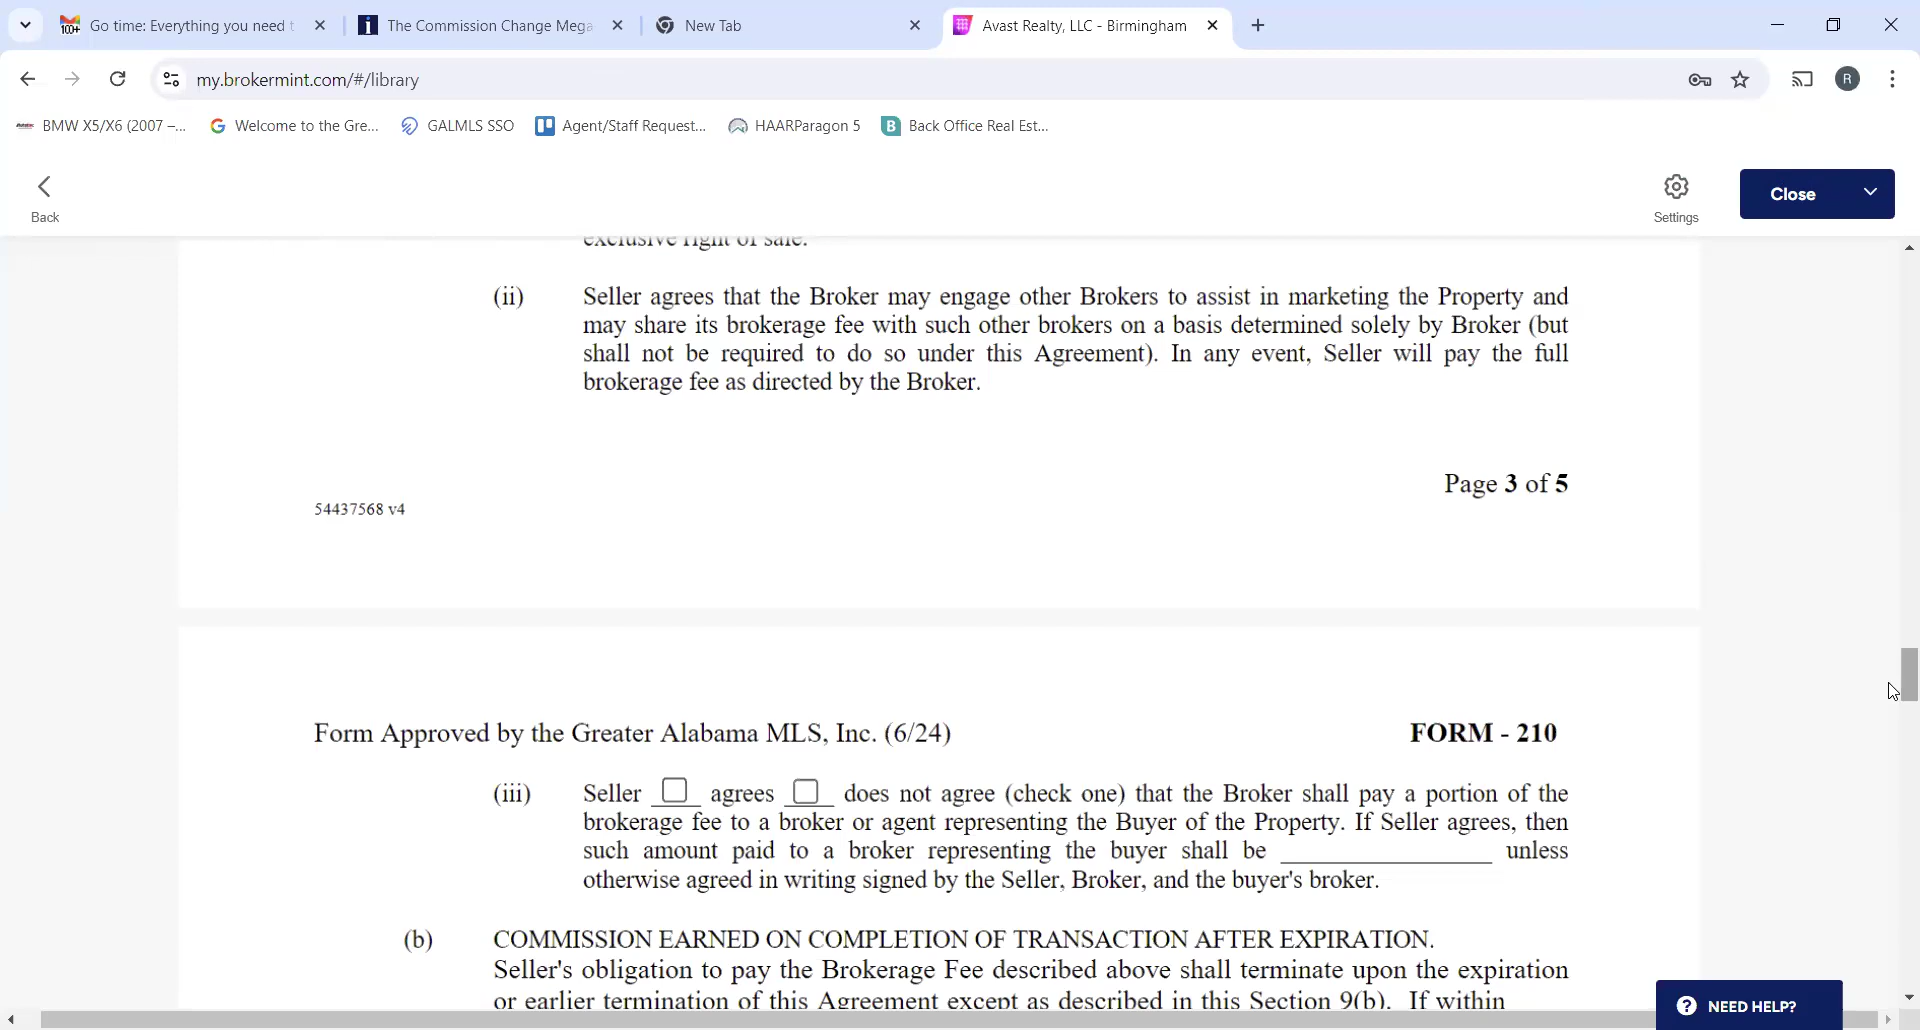 100+ Go time: Everything you need t
i The Commission Change Mega
New Tab
Avast Realty, LLC - Birmingham
my.brokermint.com/#/library
R
BMW X5/X6 (2007 –...
Welcome to the Gre...
GALMLS SSO
Agent/Staff Request...
HAARParagon 5
B Back Office Real Est...
Back
Settings
Close
exclusive right of sale.
(ii) Seller agrees that the Broker may engage other Brokers to assist in marketing the Property and
may share its brokerage fee with such other brokers on a basis determined solely by Broker (but
shall not be required to do so under this Agreement). In any event, Seller will pay the full
brokerage fee as directed by the Broker.
Page 3 of 5
54437568 v4
Form Approved by the Greater Alabama MLS, Inc. (6/24) FORM - 210
(iii) Seller agrees does not agree (check one) that the Broker shall pay a portion of the
brokerage fee to a broker or agent representing the Buyer of the Property. If Seller agrees, then
such amount paid to a broker representing the buyer shall be ________________ unless
otherwise agreed in writing signed by the Seller, Broker, and the buyer's broker.
(b) COMMISSION EARNED ON COMPLETION OF TRANSACTION AFTER EXPIRATION.
Seller's obligation to pay the Brokerage Fee described above shall terminate upon the expiration
or earlier termination of this Agreement except as described in this Section 9(b). If within
? NEED HELP?